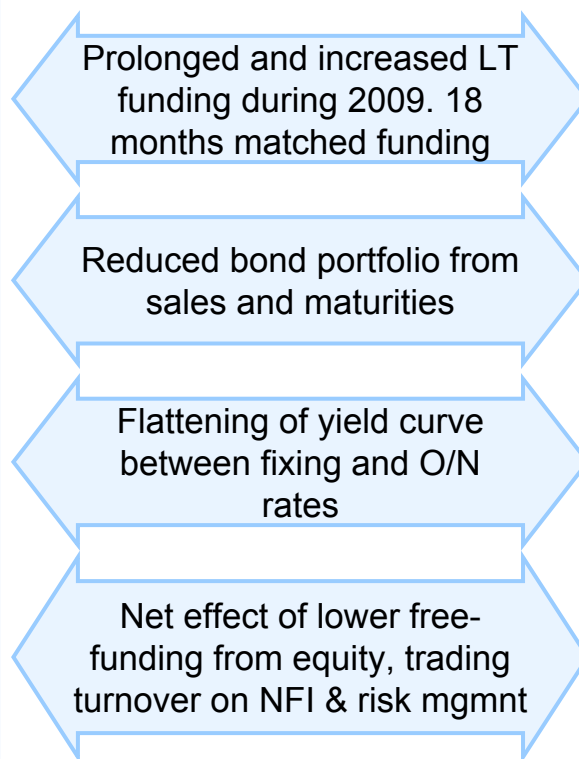 Prolonged and increased LT
funding during 2009. 18
months matched funding
Reduced bond portfolio from
sales and maturities
Flattening of yield curve
between fixing and O/N
rates
Net effect of lower free-
funding from equity, trading
turnover on NFI & risk mgmnt